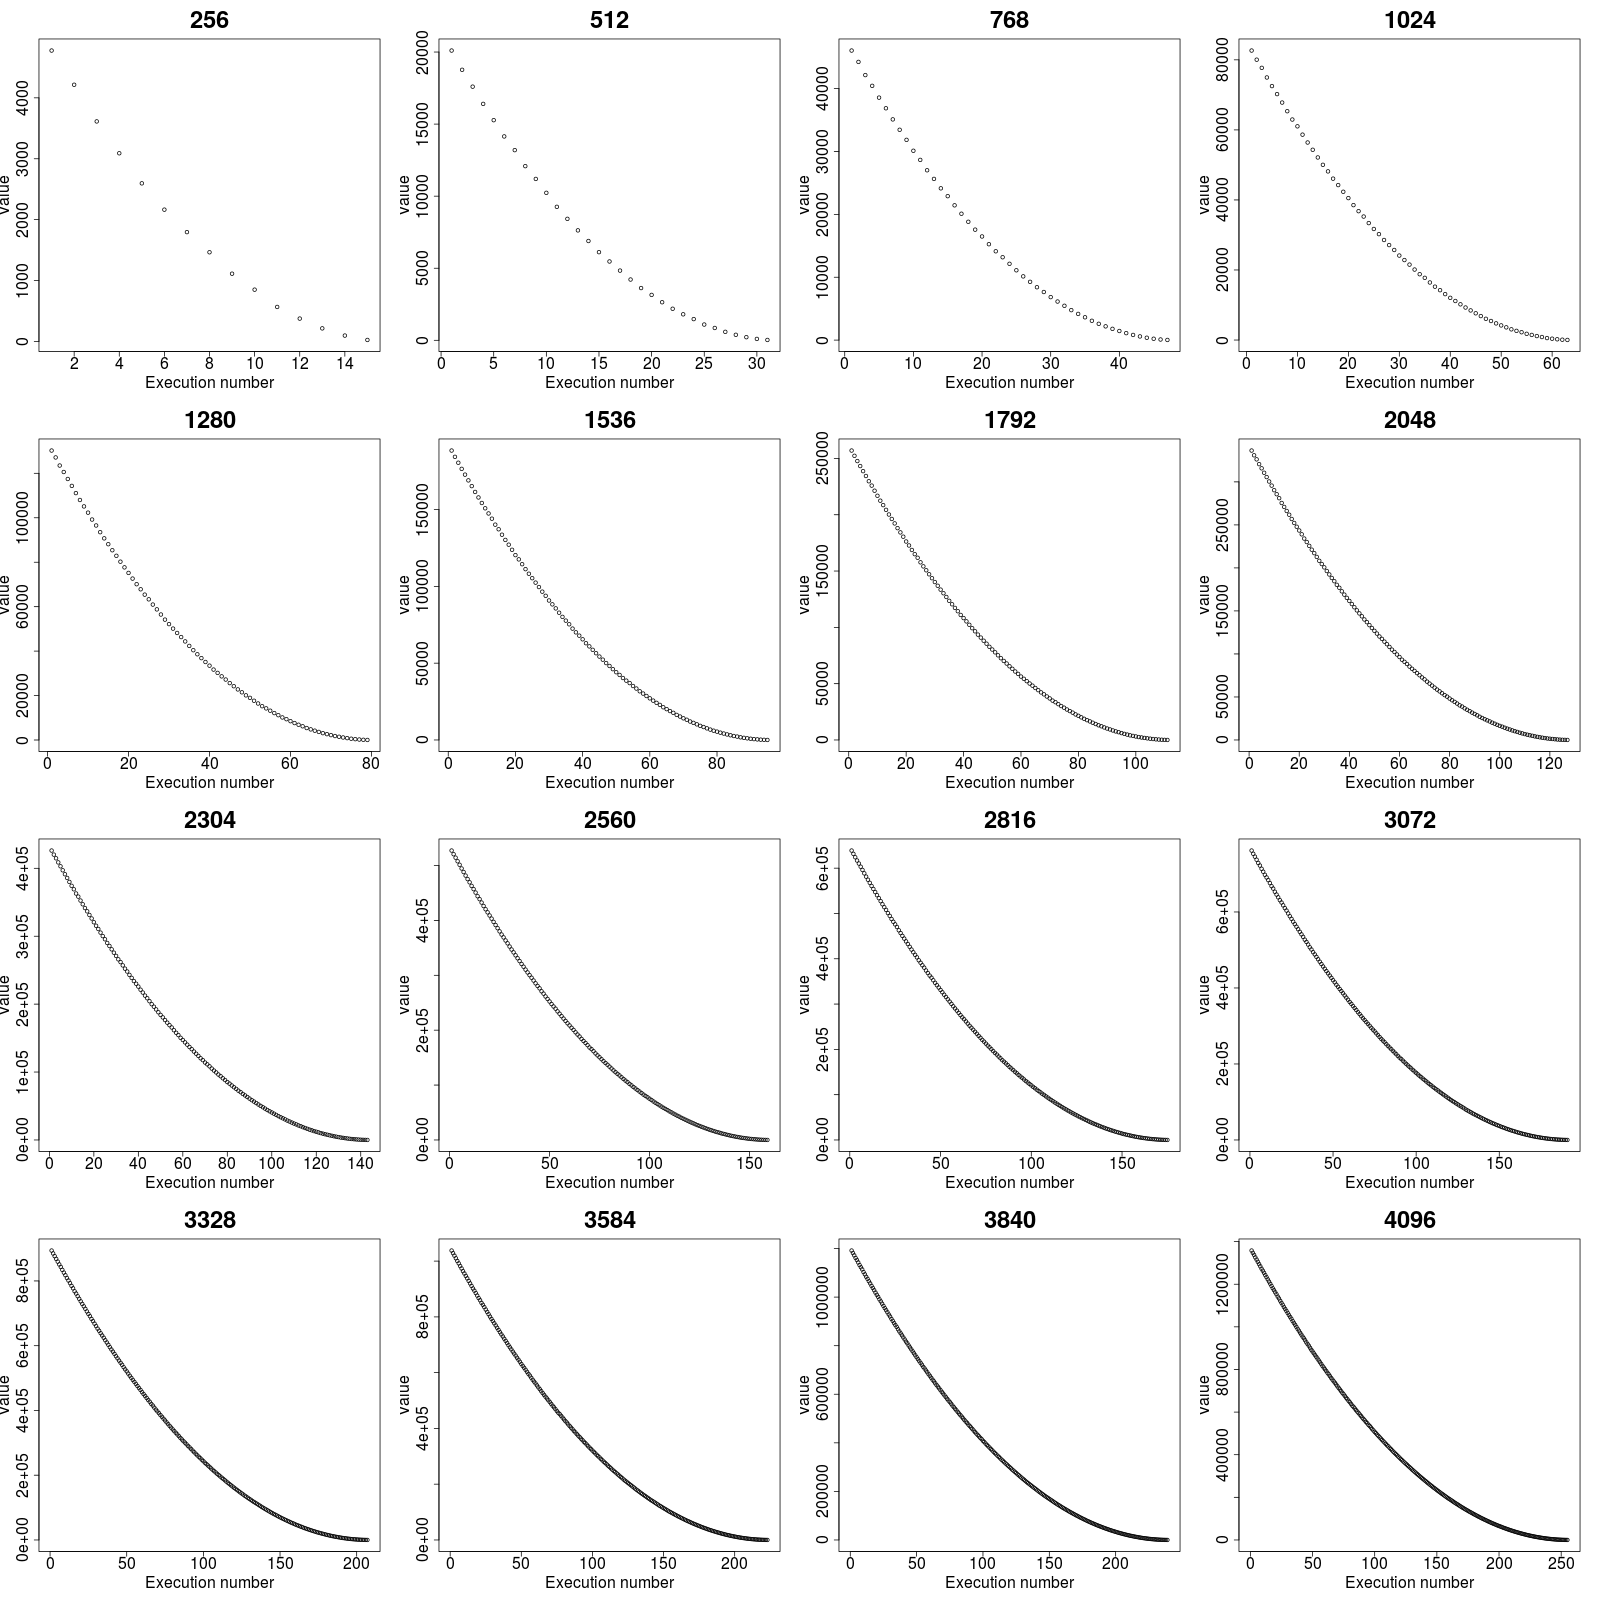 256 512 768 1024
value 0 1000 2000 3000 4000
2 4 6 8 10 12 14
Execution number
value 0 5000 10000 15000 20000
0 5 10 15 20 25 30
Execution number
value 0 10000 20000 30000 40000
0 10 20 30 40
Execution number
value 0 20000 40000 60000 80000
0 10 20 30 40 50 60
Execution number
1280 1536 1792 2048
value 0 20000 60000 100000
0 20 40 60 80
Execution number
value 0 50000 100000 150000
0 20 40 60 80
Execution number
value 0 50000 150000 250000
0 20 40 60 80 100
Execution number
value 0 50000 150000 250000
0 20 40 60 80 100 120
Execution number
2304 2560 2816 3072
value 0e+00 1e+05 2e+05 3e+05 4e+05
0 20 40 60 80 100 120 140
Execution number
value 0e+00 2e+05 4e+05
0 50 100 150
Execution number
value 0e+00 2e+05 4e+05 6e+05
0 50 100 150
Execution number
value 0e+00 2e+05 4e+05 6e+05
0 50 100 150
Execution number
3328 3584 3840 4096
value 0e+00 2e+05 4e+05 6e+05 8e+05
0 50 100 150 200
Execution number
value 0e+00 4e+05 8e+05
0 50 100 150 200
Execution number
value 0 200000 600000 1000000
0 50 100 150 200
Execution number
value 0 400000 800000 1200000
0 50 100 150 200 250
Execution number